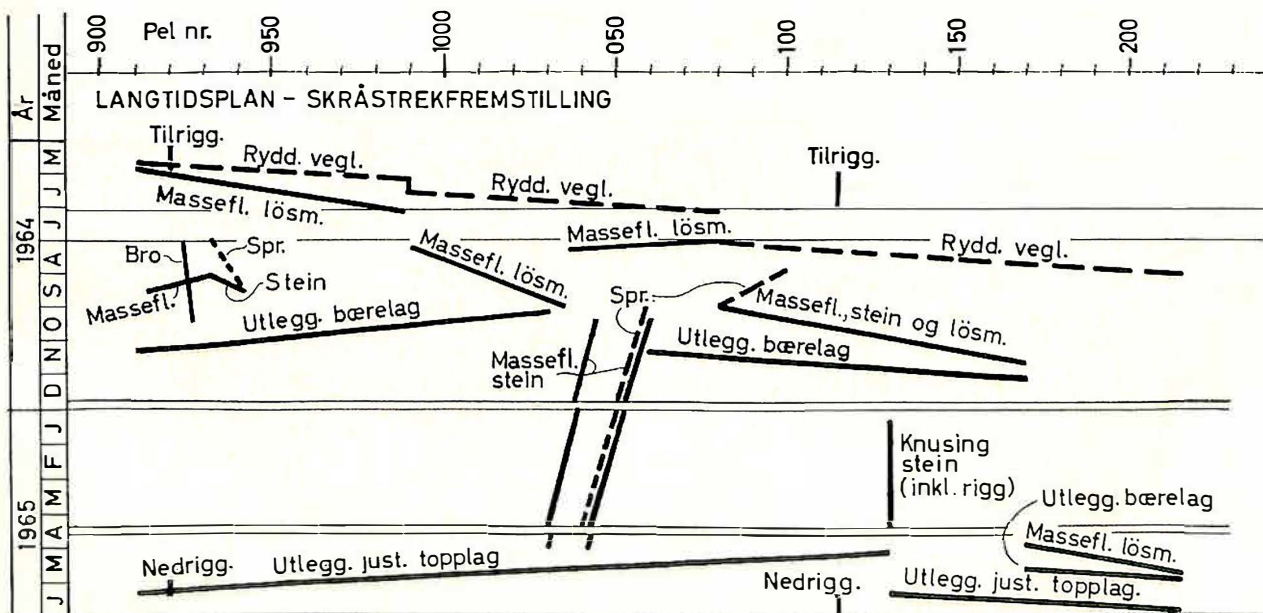 År
Måned
Pel nr.
900
950
1000
050
100
150
200
LANGTIDSPLAN - SKRÅSTREKFREMSTILLING
1964
M
J
J
A
S
O
N
D
1965
J
F
M
A
M
J
Tilrigg.
Rydd. vegl.
Rydd. vegl.
Tilrigg.
Massefl. lösm.
Massefl. lösm.
Massefl. lösm.
Rydd. vegl.
Bro
Spr.
Stein
Massefl.
Spr.
Massefl., stein og lösm.
Utlegg. bærelag
Utlegg. bærelag
Massefl.
stein
Knusing
stein
(inkl. rigg)
Utlegg. bærelag
Massefl. lösm.
Nedrigg.
Utlegg. just. topplag
Nedrigg.
Utlegg. just. topplag.